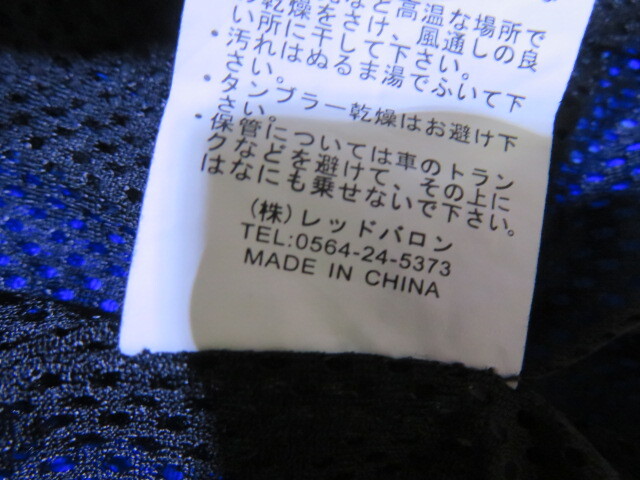 など高温な場所で
の乾燥をさけ、風通しの良
い所に干して下さい。
・汚れはぬるま湯でふいて下
さい。
・タンブラー乾燥はお避け下
さい。
・保管については車のトラン
クなどを避けて、その上に
はなにも乗せないで下さい。
(株)レッドバロン
TEL:0564-24-5373
MADE IN CHINA